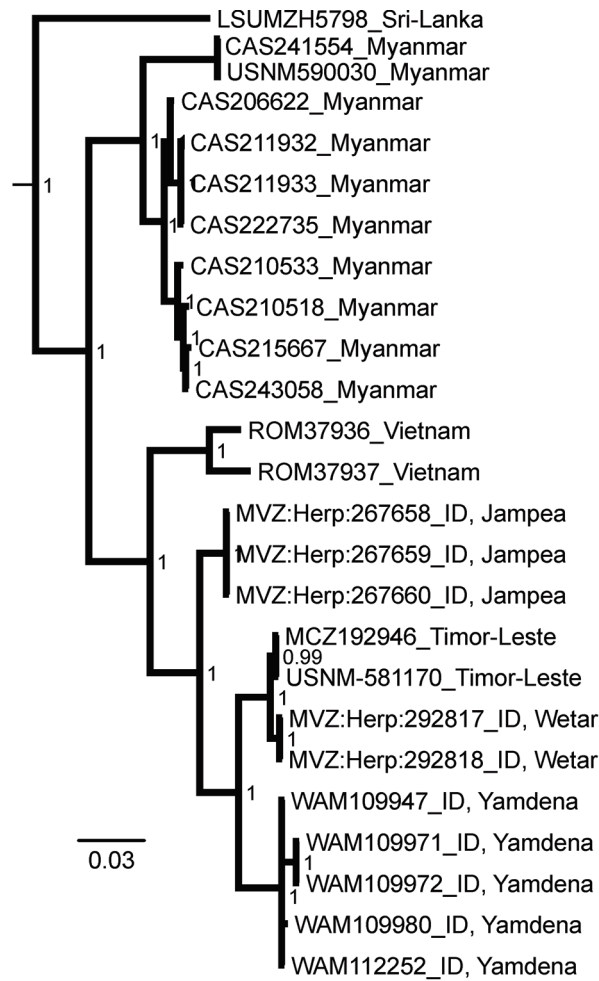 LSUMZH5798_Sri-Lanka
CAS241554_Myanmar
USNM590030_Myanmar
CAS206622_Myanmar
1
CAS211932_Myanmar
1
CAS211933_Myanmar
1
CAS222735_Myanmar
1
CAS210533_Myanmar
1
CAS210518_Myanmar
1
CAS215667_Myanmar
1
1
CAS243058_Myanmar
ROM37936_Vietnam
1
ROM37937_Vietnam
MVZ:Herp:267658_ID, Jampea
1
MVZ:Herp:267659_ID, Jampea
1
MVZ:Herp:267660_ID, Jampea
MCZ192946_Timor-Leste
0.99
1
USNM-581170_Timor-Leste
1
MVZ:Herp:292817_ID, Wetar
1
MVZ:Herp:292818_ID, Wetar
1
WAM109947_ID, Yamdena
WAM109971_ID, Yamdena
0.03
1
WAM109972_ID, Yamdena
1
WAM109980_ID, Yamdena
WAM112252_ID, Yamdena